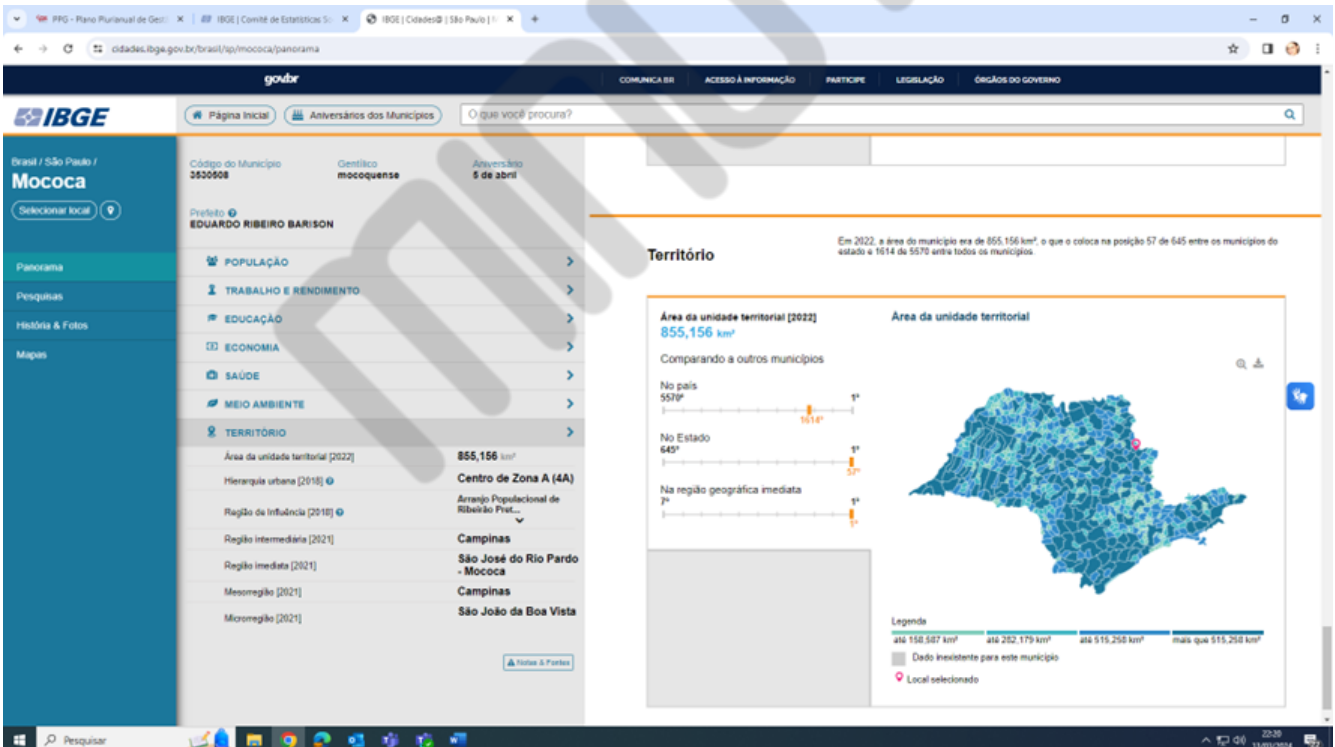 PPG - Plano Plurianual de Gest
IBGE | Comitê de Estatísticas So
IBGE | Cidades@ | São Paulo |
cidades.ibge.gov.br/brasil/sp/mococa/panorama
govbr
COMUNICA BR ACESSO À INFORMAÇÃO PARTICIPE LEGISLAÇÃO ÓRGÃOS DO GOVERNO
IBGE
Página Inicial
Aniversários dos Municípios
O que você procura?
Brasil / São Paulo /
Mococa
Selecionar local
Panorama
Pesquisas
História & Fotos
Mapas
Código do Município Gentílico Aniversário
3530508 mocoquense 5 de abril
Prefeito
EDUARDO RIBEIRO BARISON
POPULAÇÃO
TRABALHO E RENDIMENTO
EDUCAÇÃO
ECONOMIA
SAÚDE
MEIO AMBIENTE
TERRITÓRIO
Área da unidade territorial [2022] 855,156 km²
Hierarquia urbana [2018] Centro de Zona A (4A)
Região de Influência [2018] Arranjo Populacional de
Ribeirão Pret...
Região intermediária [2021] Campinas
Região imediata [2021] São José do Rio Pardo
- Mococa
Mesorregião [2021] Campinas
Microrregião [2021] São João da Boa Vista
Notas & Fontes
Território
Em 2022, a área do município era de 855,156 km², o que o coloca na posição 57 de 645 entre os municípios do
estado e 1614 de 5570 entre todos os municípios.
Área da unidade territorial [2022]
855,156 km²
Comparando a outros municípios
No país
5570º 1º
1614º
No Estado
645º 1º
57º
Na região geográfica imediata
7º 1º
1º
Área da unidade territorial
Legenda
até 158,587 km² até 282,179 km² até 515,258 km² mais que 515,258 km²
Dado inexistente para este município
Local selecionado
Pesquisar
22:20